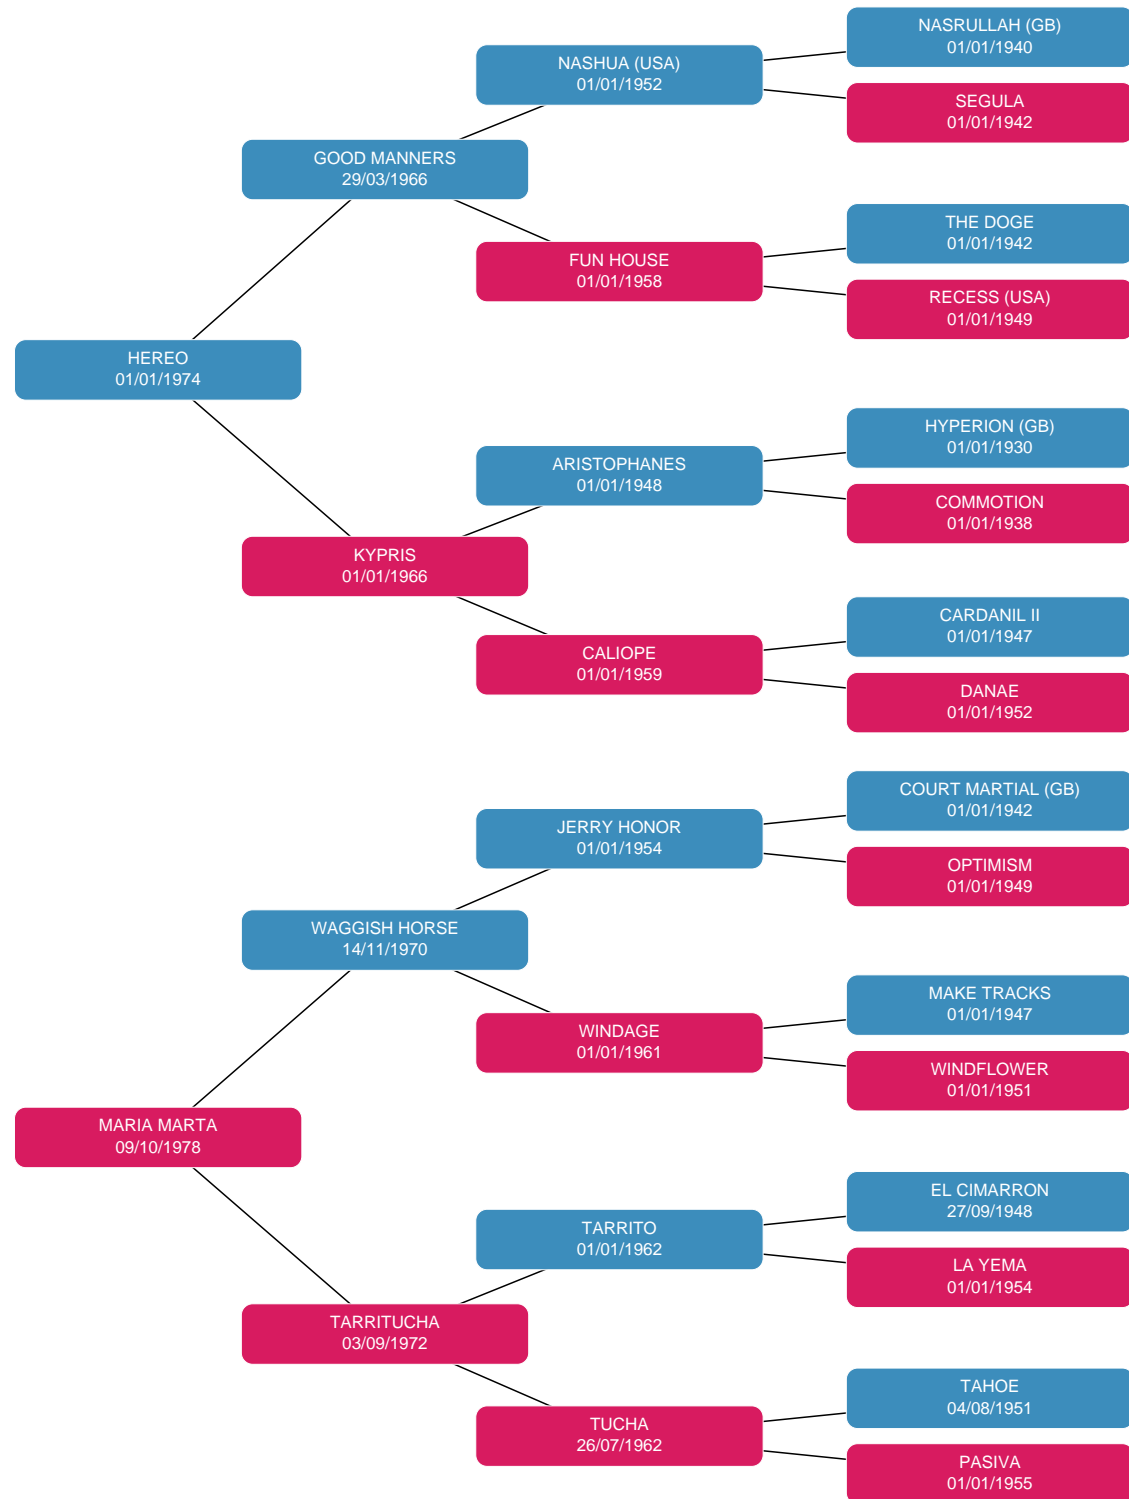 NASRULLAH (GB)
01/01/1940
NASHUA (USA)
01/01/1952
SEGULA
01/01/1942
GOOD MANNERS
29/03/1966
THE DOGE
01/01/1942
FUN HOUSE
01/01/1958
RECESS (USA)
01/01/1949
HEREO
01/01/1974
HYPERION (GB)
01/01/1930
ARISTOPHANES
01/01/1948
COMMOTION
01/01/1938
KYPRIS
01/01/1966
CARDANIL II
01/01/1947
CALIOPE
01/01/1959
DANAE
01/01/1952
COURT MARTIAL (GB)
01/01/1942
JERRY HONOR
01/01/1954
OPTIMISM
01/01/1949
WAGGISH HORSE
14/11/1970
MAKE TRACKS
01/01/1947
WINDAGE
01/01/1961
WINDFLOWER
01/01/1951
MARIA MARTA
09/10/1978
EL CIMARRON
27/09/1948
TARRITO
01/01/1962
LA YEMA
01/01/1954
TARRITUCHA
03/09/1972
TAHOE
04/08/1951
TUCHA
26/07/1962
PASIVA
01/01/1955